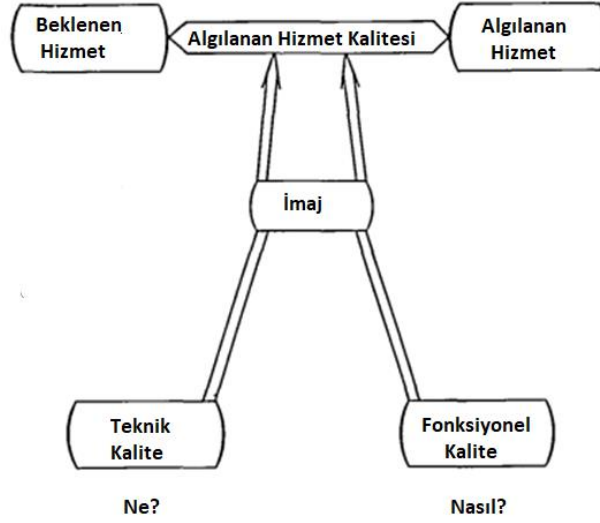 Beklenen
Hizmet
Algılanan Hizmet Kalitesi
Algılanan
Hizmet
İmaj
Teknik
Kalite
Fonksiyonel
Kalite
Ne?
Nasıl?